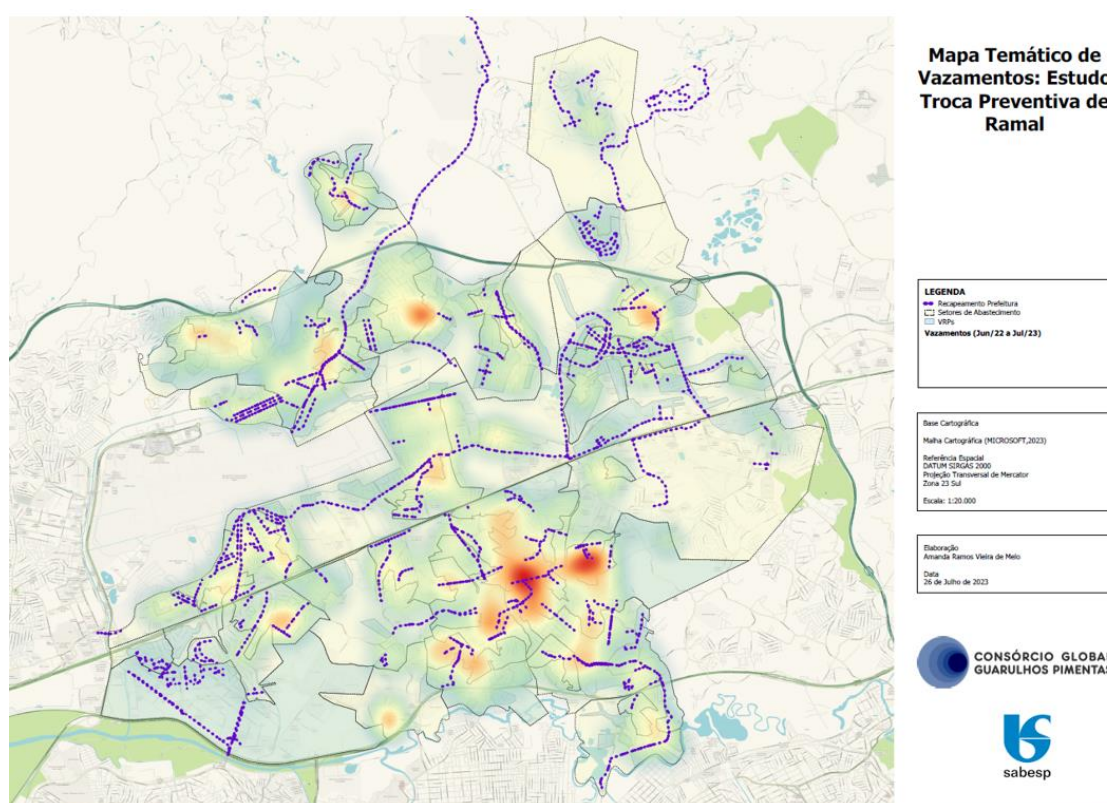 Mapa Temático de
Vazamentos: Estudo
Troca Preventiva de
Ramal
LEGENDA
Recapeamento Prefeitura
Setores de Abastecimento
VRPs
Vazamentos (Jun/22 a Jul/23)
Base Cartográfica
Malha Cartográfica (MICROSOFT,2023)
Referência Espacial
DATUM SIRGAS 2000
Projeção Transversal de Mercator
Zona 23 Sul
Escala: 1:20.000
Elaboração
Amanda Ramos Vieira de Melo
Data
26 de Julho de 2023
CONSÓRCIO GLOBAL
GUARULHOS PIMENTAS
sabesp